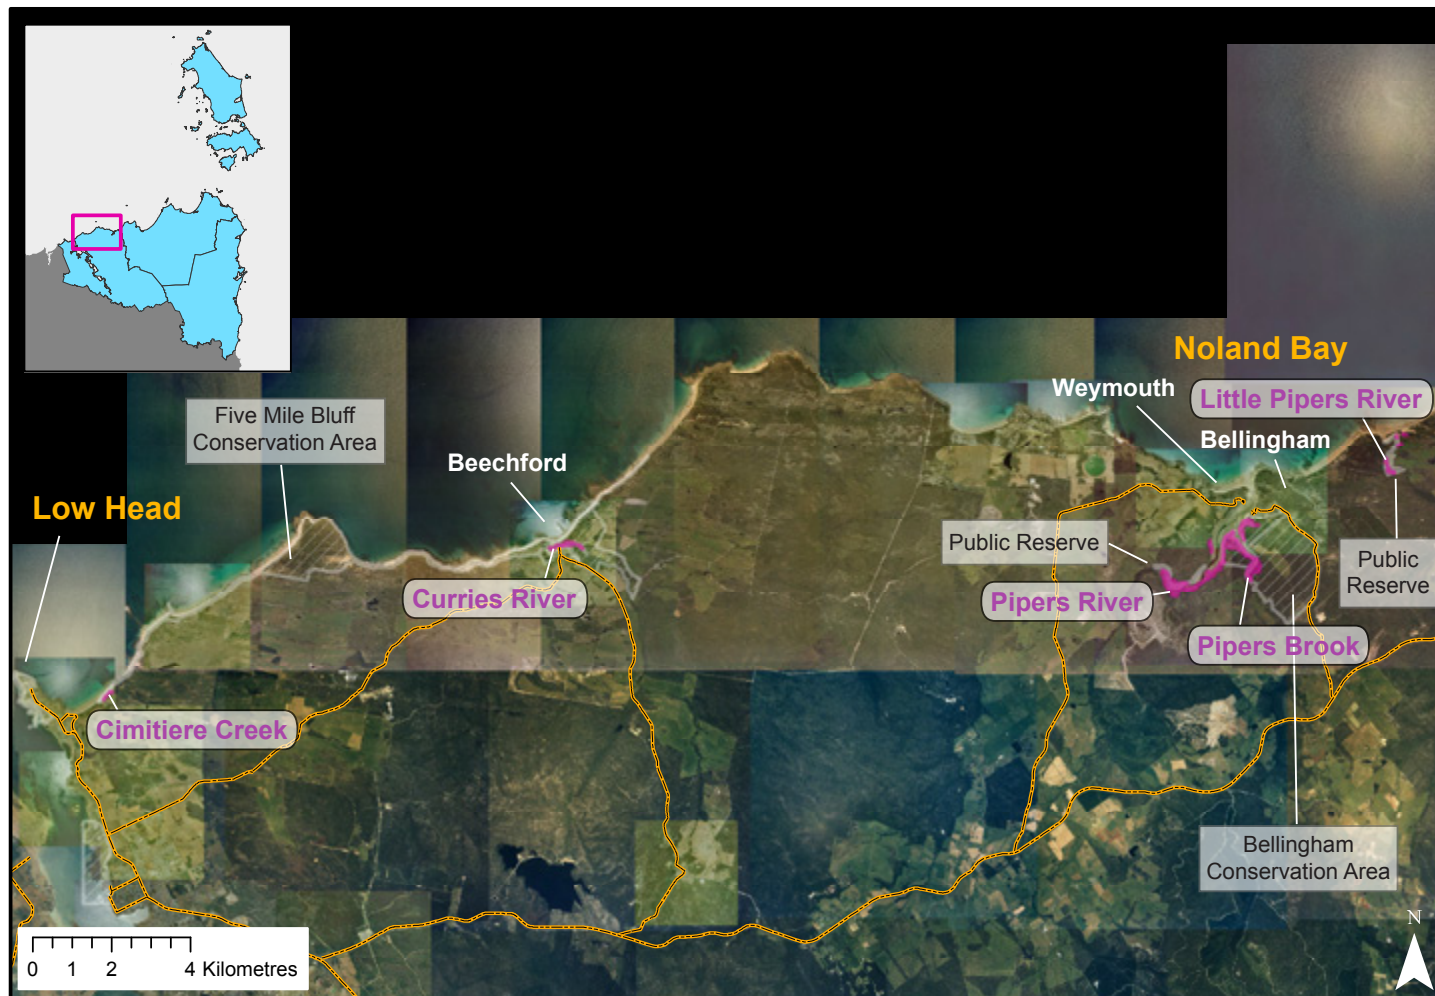 Noland Bay
Weymouth
Little Pipers River
Five Mile Bluff
Conservation Area
Bellingham
Beechford
Low Head
Public Reserve
Public
Reserve
Curries River
Pipers River
Pipers Brook
Cimitiere Creek
Bellingham
Conservation Area
N
0 1 2 4 Kilometres